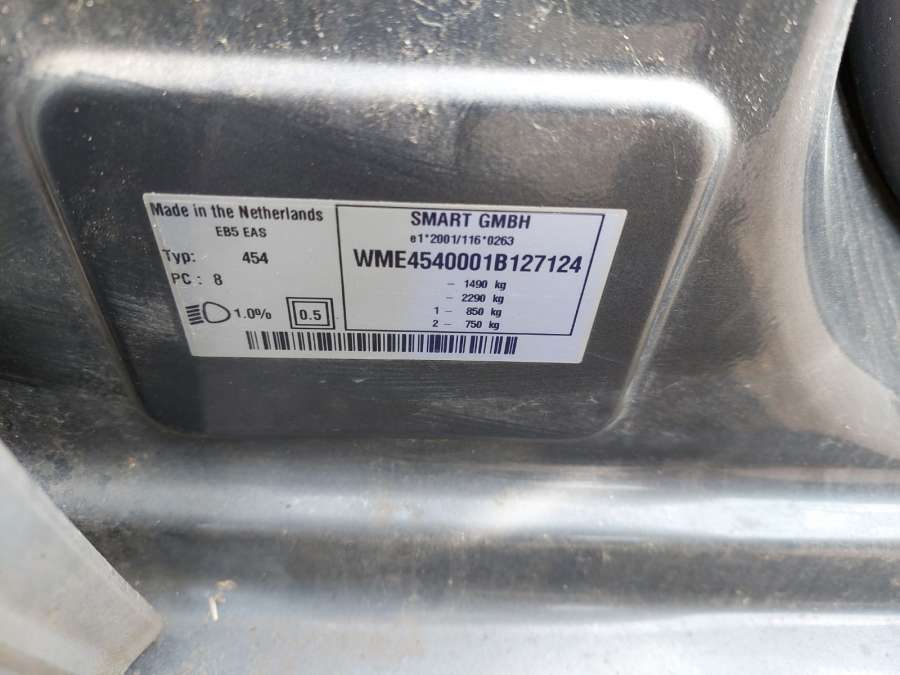 Made in the Netherlands
EB5 EAS
Typ: 454
PC : 8
1.0%
0.5
SMART GMBH
e1*2001/116*0263
WME4540001B127124
– 1490 kg
– 2290 kg
1 – 850 kg
2 – 750 kg